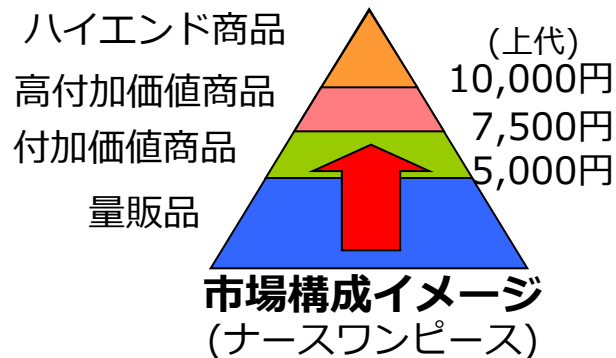 ハイエンド商品
(上代)
10,000円
高付加価値商品
7,500円
付加価値商品
5,000円
量販品
市場構成イメージ
(ナースワンピース)